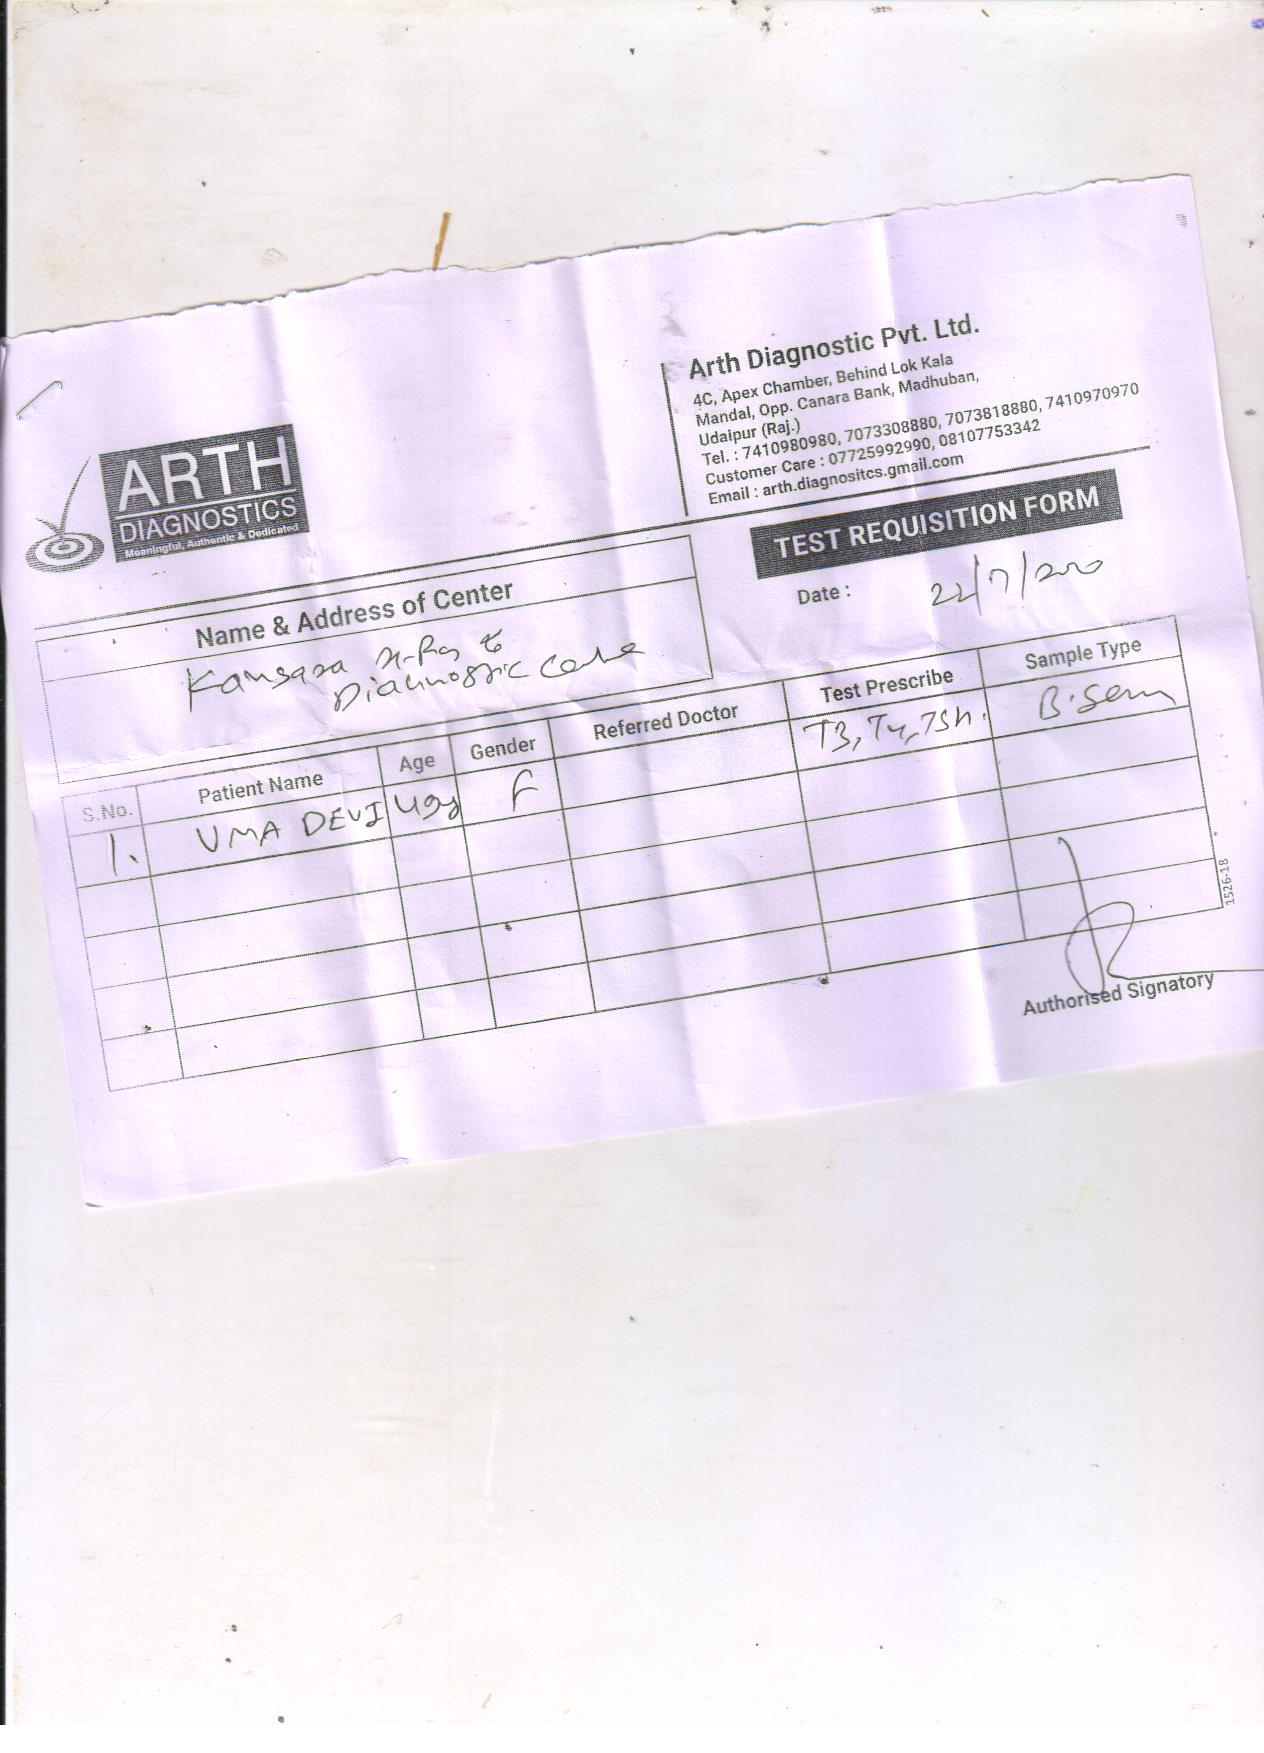 Arth Diagnostic Pvt. Ltd.
4C, Apex Chamber, Behind Lok Kala
Mandal, Opp. Canara Bank, Madhuban,
Udaipur (Raj.)
Tel. : 7410980980, 7073308880, 7073818880, 7410970970
Customer Care : 07725992990, 08107753342
Email : arth.diagnositcs.gmail.com
ARTH
DIAGNOSTICS
Meaningful, Authentic & Dedicated
TEST REQUISITION FORM
Date : 22/7/
Name & Address of Center
Kansara X-Ray &
Diagnostic
S.No. Patient Name Age Gender Referred Doctor Test Prescribe Sample Type
1. UMA DEVI 49y F T3, T4, TSH. B.
Authorised Signatory
1526-18